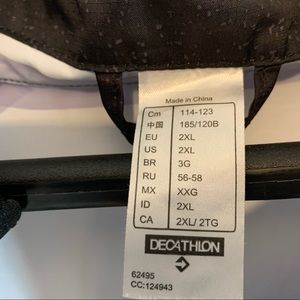 Made in China
Cm 114-123
中国 185/120B
EU 2XL
US 2XL
BR 3G
RU 56-58
MX XXG
ID 2XL
CA 2XL/ 2TG
DECATHLON
62495
CC:124943